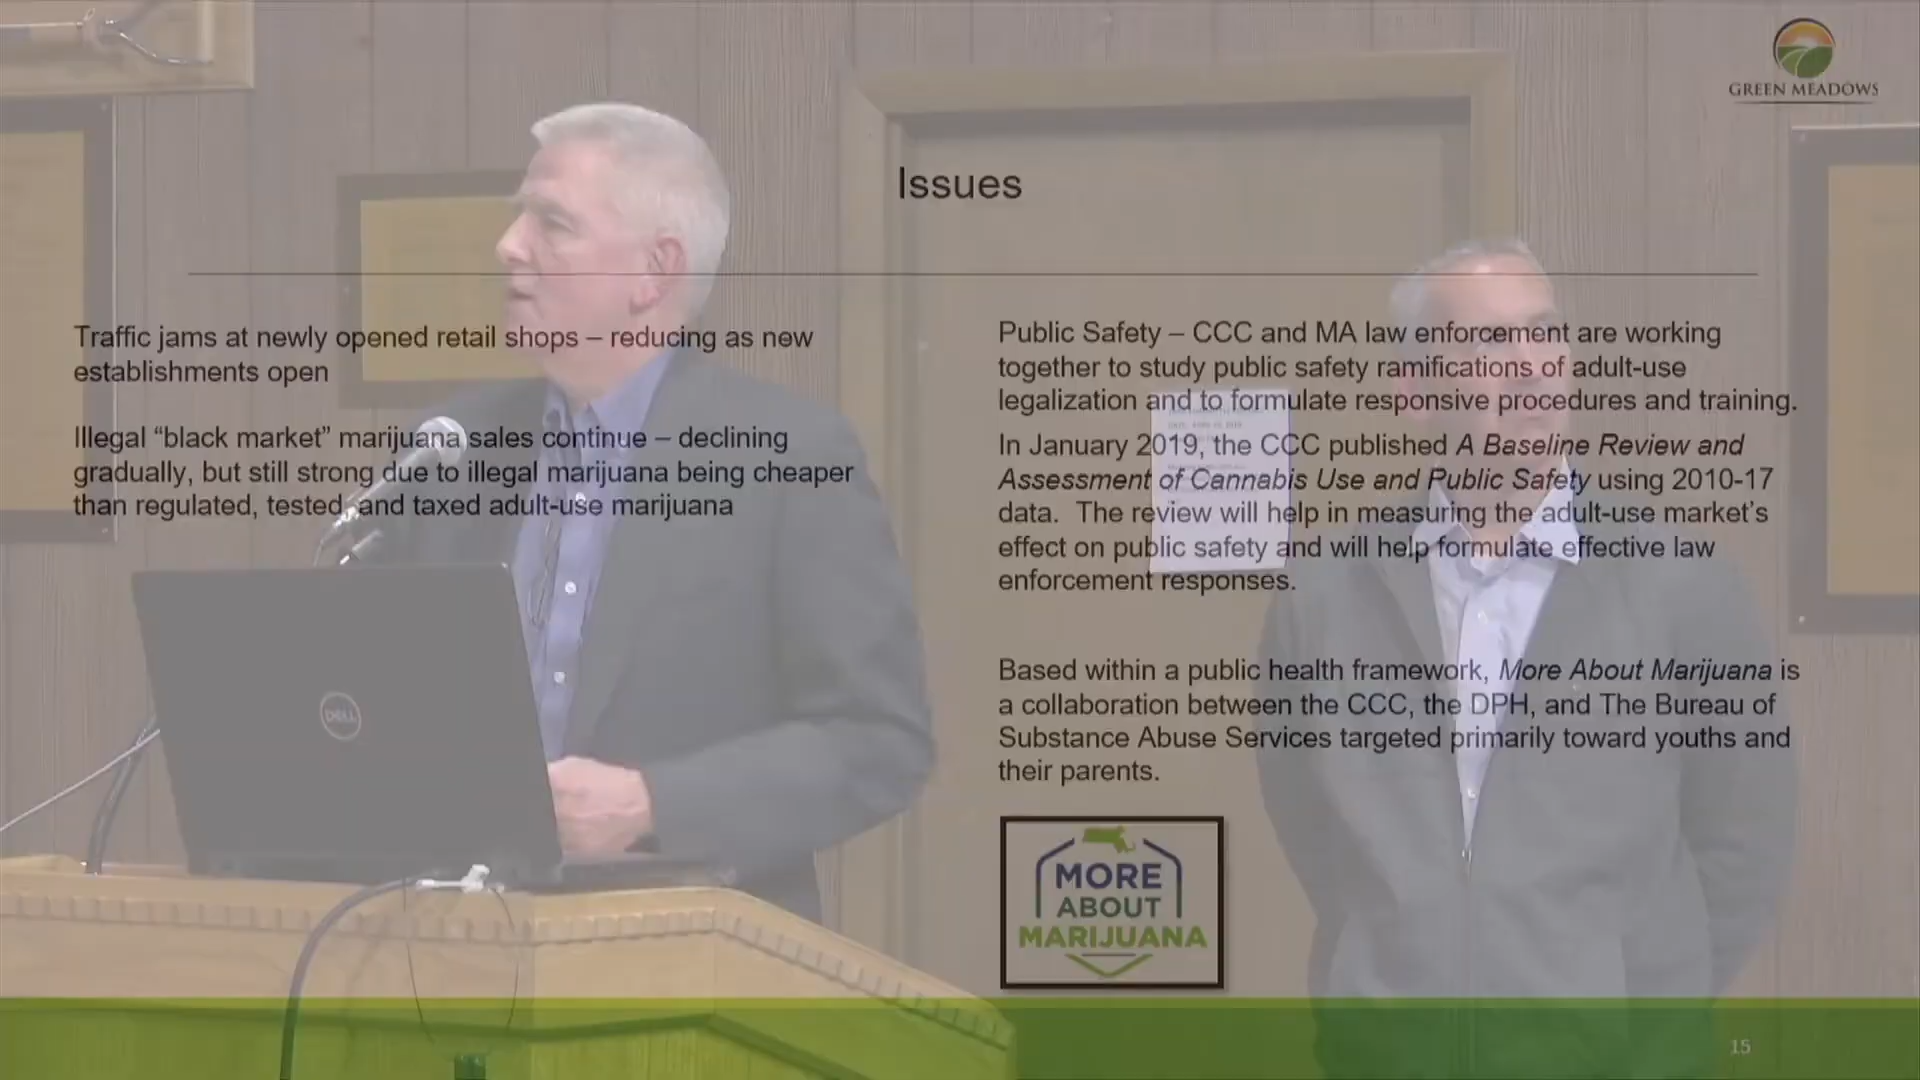 GREEN MEADOWS
Issues
Traffic jams at newly opened retail shops – reducing as new
establishments open
Illegal “black market” marijuana sales continue – declining
gradually, but still strong due to illegal marijuana being cheaper
than regulated, tested, and taxed adult-use marijuana
Public Safety – CCC and MA law enforcement are working
together to study public safety ramifications of adult-use
legalization and to formulate responsive procedures and training.
In January 2019, the CCC published A Baseline Review and
Assessment of Cannabis Use and Public Safety using 2010-17
data.  The review will help in measuring the adult-use market’s
effect on public safety and will help formulate effective law
enforcement responses.
Based within a public health framework, More About Marijuana is
a collaboration between the CCC, the DPH, and The Bureau of
Substance Abuse Services targeted primarily toward youths and
their parents.
MORE
ABOUT
MARIJUANA
DELL
15